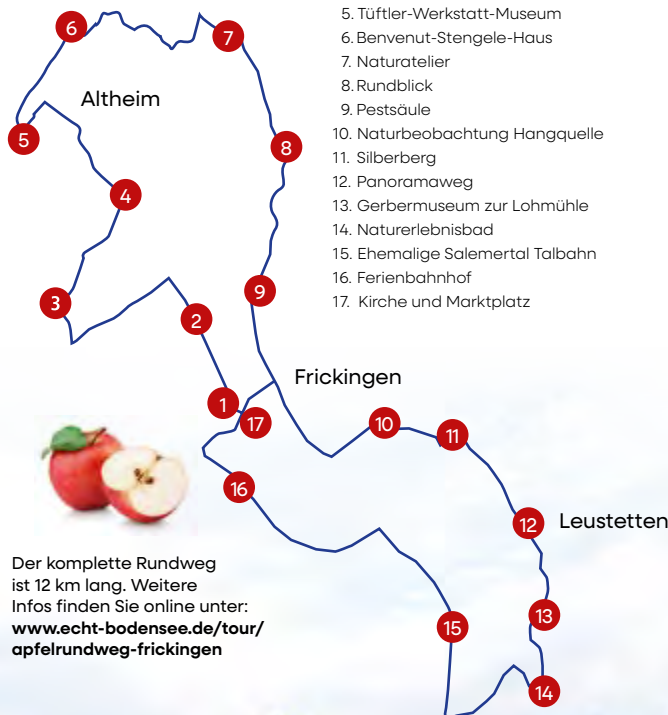 5. Tüftler-Werkstatt-Museum
6. Benvenut-Stengele-Haus
7. Naturatelier
8. Rundblick
9. Pestsäule
10. Naturbeobachtung Hangquelle
11. Silberberg
12. Panoramaweg
13. Gerbermuseum zur Lohmühle
14. Naturerlebnisbad
15. Ehemalige Salemertal Talbahn
16. Ferienbahnhof
17. Kirche und Marktplatz
6
7
Altheim
5
8
4
9
3
2
Frickingen
1
17
10
11
16
12
Leustetten
13
15
14
Der komplette Rundweg
ist 12 km lang. Weitere
Infos finden Sie online unter:
www.echt-bodensee.de/tour/
apfelrundweg-frickingen